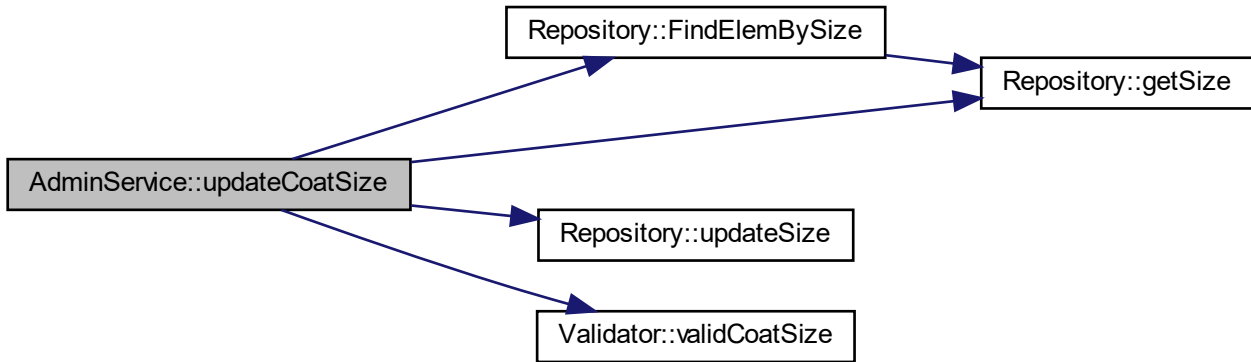 Repository::FindElemBySize
Repository::getSize
AdminService::updateCoatSize
Repository::updateSize
Validator::validCoatSize